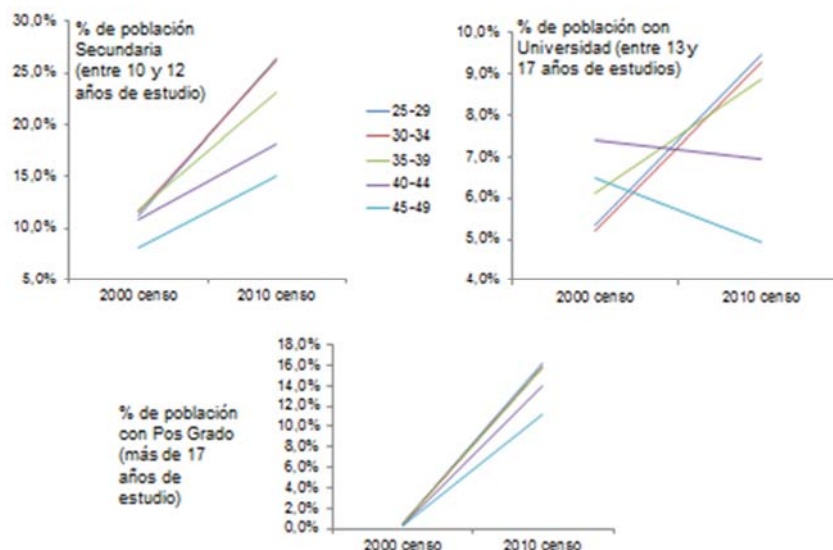 % de población
Secundaria
(entre 10 y 12
años de estudio)
30,0%
25,0%
20,0%
15,0%
10,0%
5,0%
2000 censo
2010 censo
25-29
30-34
35-39
40-44
45-49
% de población con
Universidad (entre 13 y
17 años de estudios)
10,0%
9,0%
8,0%
7,0%
6,0%
5,0%
4,0%
2000 censo
2010 censo
% de población
con Pos Grado
(más de 17
años de
estudio)
18,0%
16,0%
14,0%
12,0%
10,0%
8,0%
6,0%
4,0%
2,0%
0,0%
2000 censo
2010 censo